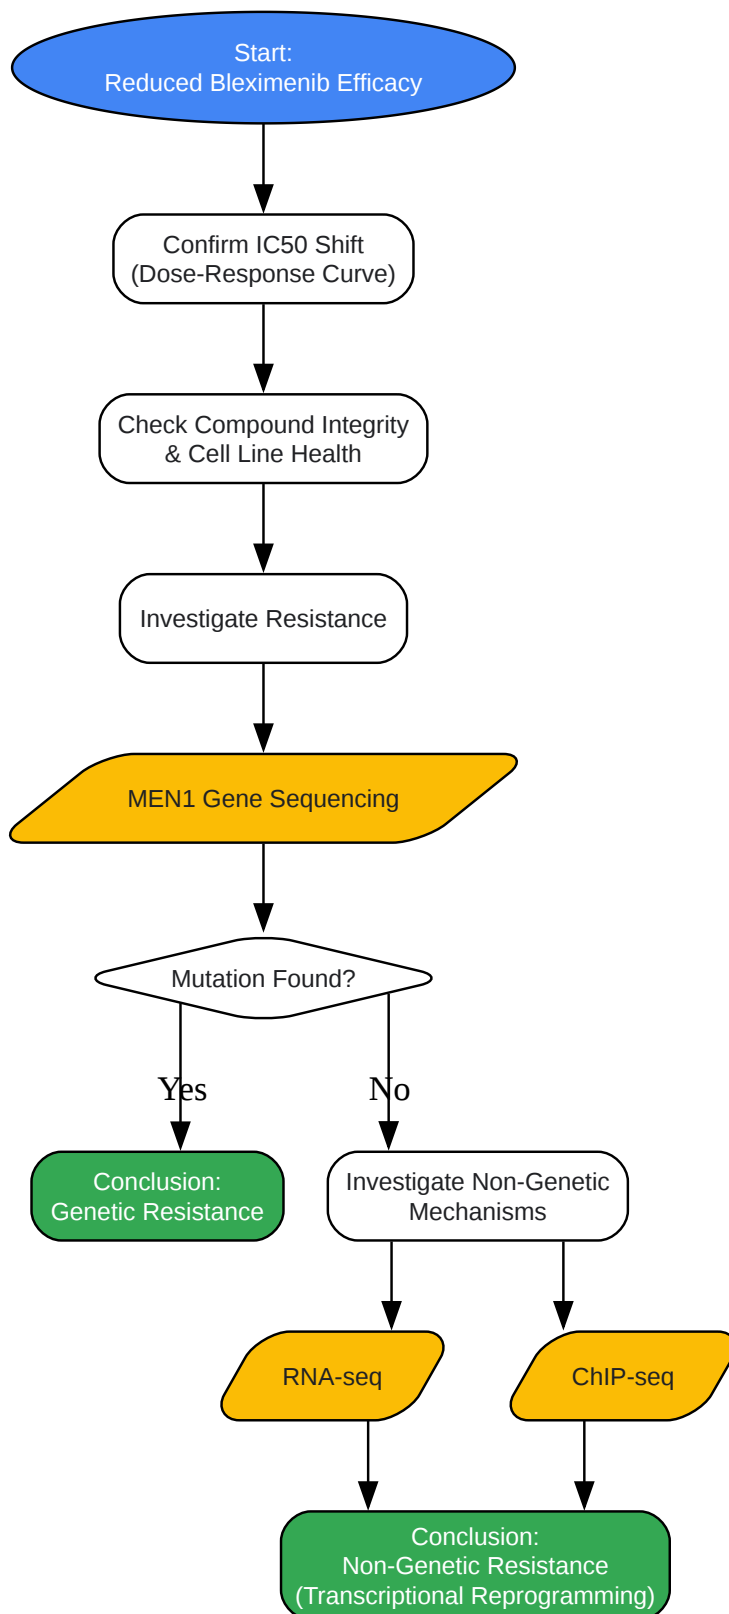 Start:
Reduced Bleximenib Efficacy
Confirm IC50 Shift
(Dose-Response Curve)
Check Compound Integrity
& Cell Line Health
Investigate Resistance
MEN1 Gene Sequencing
Mutation Found?
Yes
No
Conclusion:
Genetic Resistance
Investigate Non-Genetic
Mechanisms
RNA-seq
ChIP-seq
Conclusion:
Non-Genetic Resistance
(Transcriptional Reprogramming)